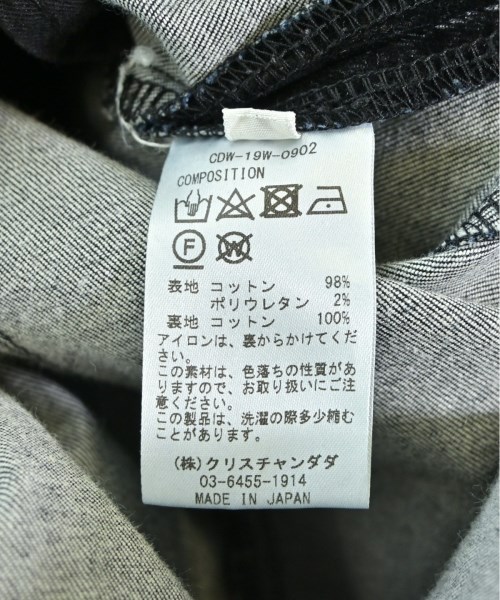 CDW-19W-0902
COMPOSITION
F W
表地 コットン 98%
ポリウレタン 2%
裏地 コットン 100%
アイロンは、裏からかけてくだ
さい。
この素材は、色落ちの性質があ
りますので、お取り扱いにご注
意ください。
この製品は、洗濯の際多少縮む
ことがあります。
(株)クリスチャンダダ
03-6455-1914
MADE IN JAPAN